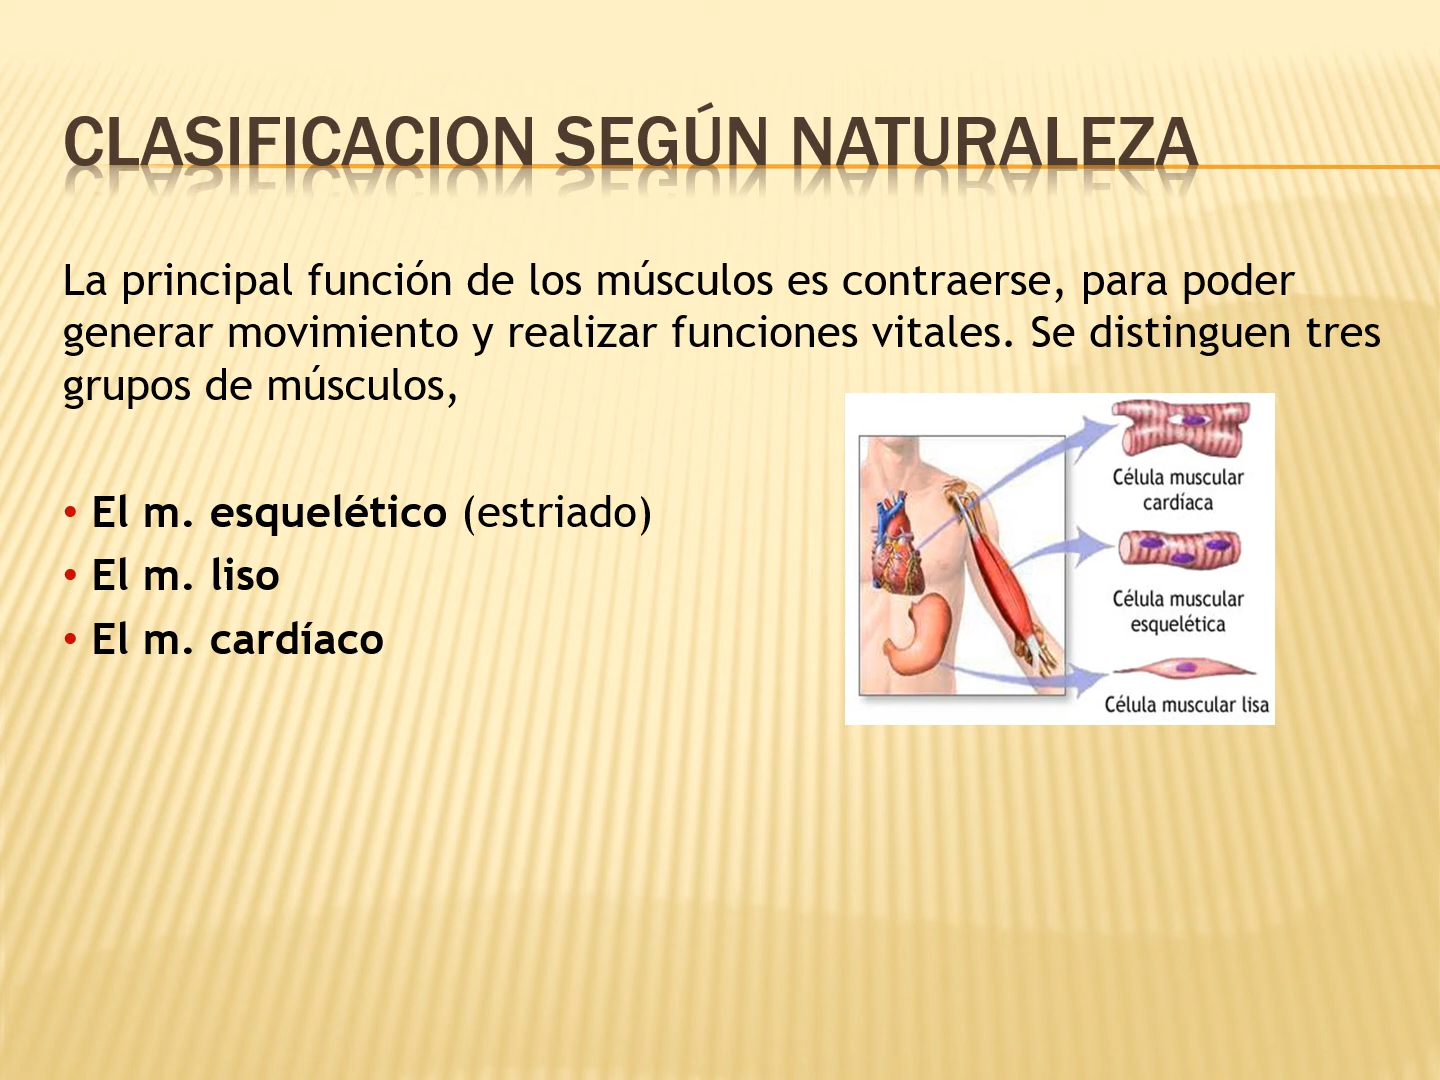 CLASIFICACION SEGÚN NATURALEZA
La principal función de los músculos es contraerse, para poder
generar movimiento y realizar funciones vitales. Se distinguen tres
grupos de músculos,
• El m. esquelético (estriado)
• El m. liso
• El m. cardíaco
Célula muscular
cardíaca
Célula muscular
esquelética
Célula muscular lisa